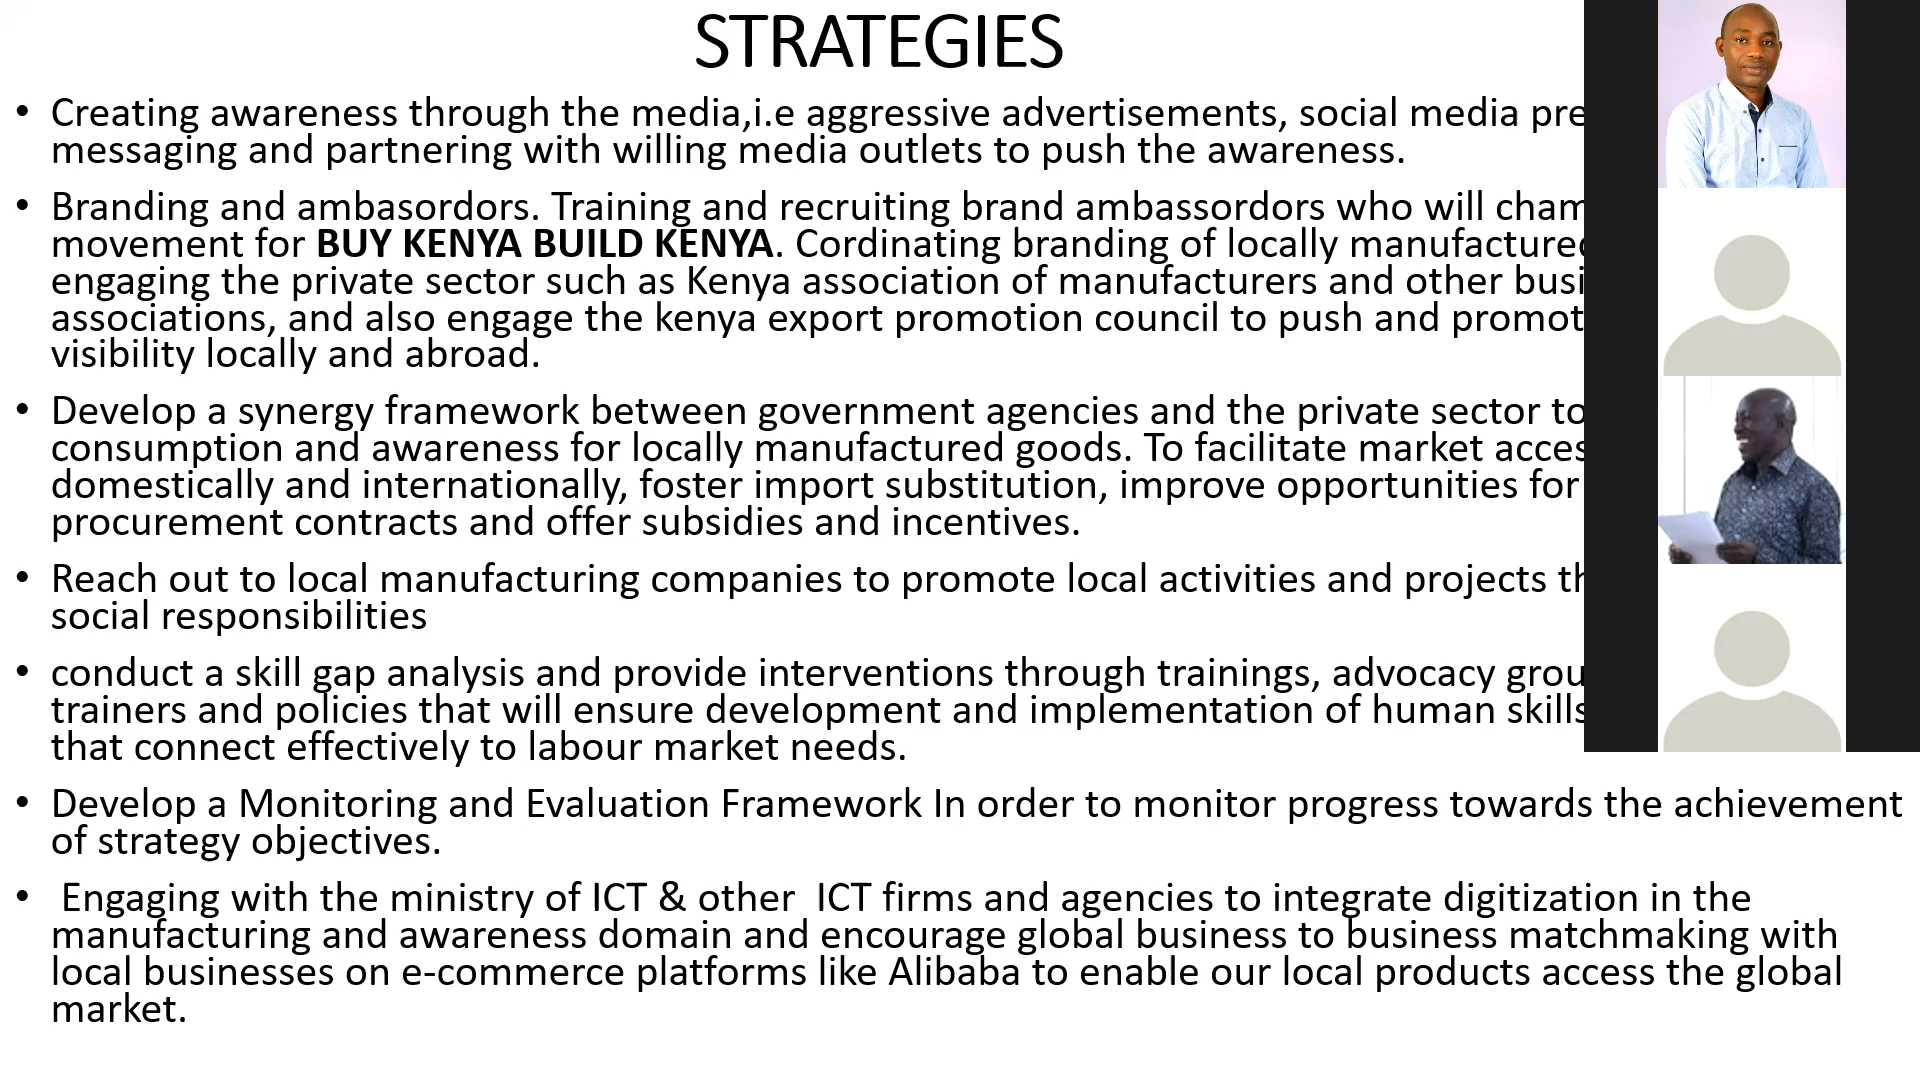 STRATEGIES
• Creating awareness through the media,i.e aggressive advertisements, social media
messaging and partnering with willing media outlets to push the awareness.
• Branding and ambasordors. Training and recruiting brand ambassordors who will
movement for BUY KENYA BUILD KENYA. Cordinating branding of locally manufactured
engaging the private sector such as Kenya association of manufacturers and other
associations, and also engage the kenya export promotion council to push and
visibility locally and abroad.
• Develop a synergy framework between government agencies and the private sector to
consumption and awareness for locally manufactured goods. To facilitate market
domestically and internationally, foster import substitution, improve opportunities for
procurement contracts and offer subsidies and incentives.
• Reach out to local manufacturing companies to promote local activities and projects
social responsibilities
• conduct a skill gap analysis and provide interventions through trainings, advocacy
trainers and policies that will ensure development and implementation of human skills
that connect effectively to labour market needs.
• Develop a Monitoring and Evaluation Framework In order to monitor progress towards the achievement
of strategy objectives.
• Engaging with the ministry of ICT & other ICT firms and agencies to integrate digitization in the
manufacturing and awareness domain and encourage global business to business matchmaking with
local businesses on e-commerce platforms like Alibaba to enable our local products access the global
market.